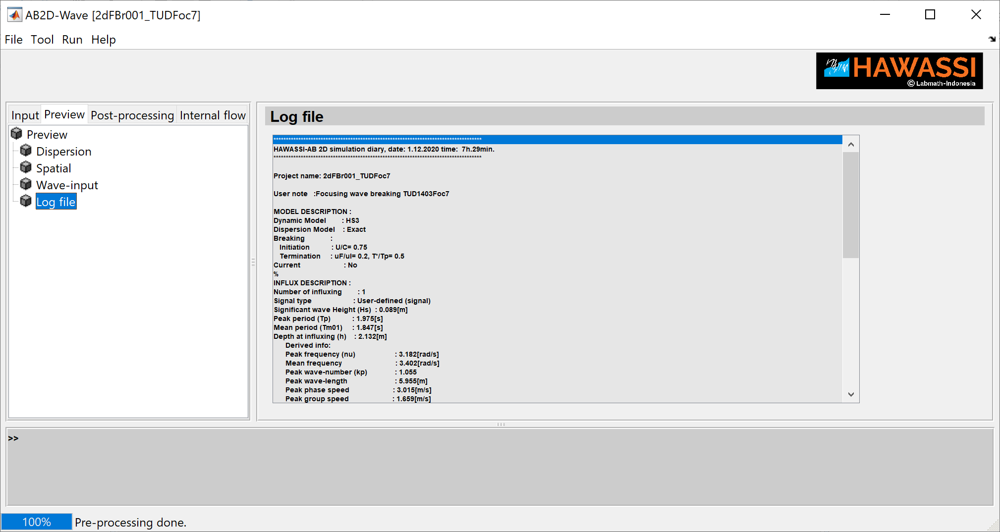 AB2D-Wave [2dFBr001_TUDFoc7]
File Tool Run Help
HAWASSI
© Labmath-Indonesia
Input Preview Post-processing Internal flow
Preview
Dispersion
Spatial
Wave-input
Log file
Log file
************************************************************************************
HAWASSI-AB 2D simulation diary, date: 1.12.2020 time: 7h.29min.
************************************************************************************
Project name: 2dFBr001_TUDFoc7
User note :Focusing wave breaking TUD1403Foc7
MODEL DESCRIPTION :
Dynamic Model : HS3
Dispersion Model : Exact
Breaking :
Initiation : U/C= 0.75
Termination : uF/uI= 0.2, T*/Tp= 0.5
Current : No
%
INFLUX DESCRIPTION :
Number of influxing : 1
Signal type : User-defined (signal)
Significant wave Height (Hs) : 0.089[m]
Peak period (Tp) : 1.975[s]
Mean period (Tm01) : 1.847[s]
Depth at influxing (h) : 2.132[m]
Derived info:
Peak frequency (nu) : 3.182[rad/s]
Mean frequency : 3.402[rad/s]
Peak wave-number (kp) : 1.055
Peak wave-length : 5.955[m]
Peak phase speed : 3.015[m/s]
Peak group speed : 1.659[m/s]
>>
100% Pre-processing done.